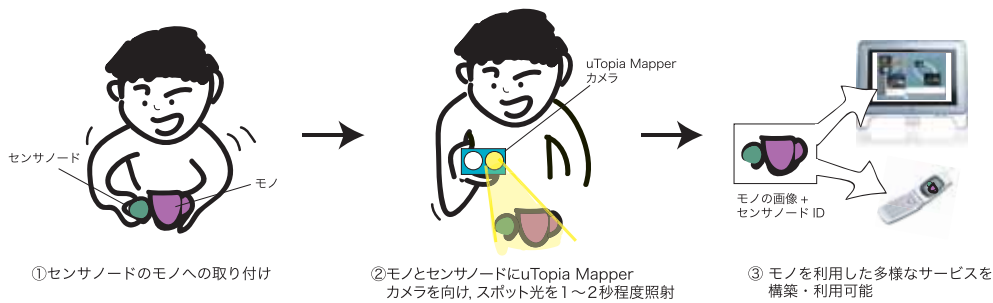 センサノード
モノ
①センサノードのモノへの取り付け
uTopia Mapper
カメラ
②モノとセンサノードにuTopia Mapper
カメラを向け, スポット光を1〜2秒程度照射
モノの画像 +
センサノード ID
③ モノを利用した多様なサービスを
構築・利用可能